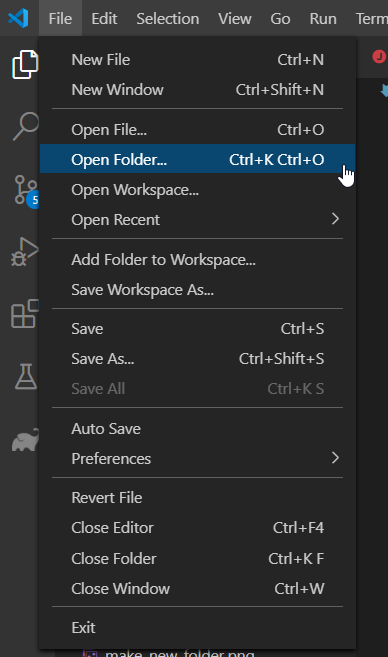 File Edit Selection View Go Run Term
New File Ctrl+N
New Window Ctrl+Shift+N
Open File... Ctrl+O
Open Folder... Ctrl+K Ctrl+O
Open Workspace...
5
Open Recent
Add Folder to Workspace...
Save Workspace As...
Save Ctrl+S
Save As... Ctrl+Shift+S
Save All Ctrl+K S
Auto Save
Preferences
Revert File
Close Editor Ctrl+F4
Close Folder Ctrl+K F
Close Window Ctrl+W
Exit
make_new_folder.png